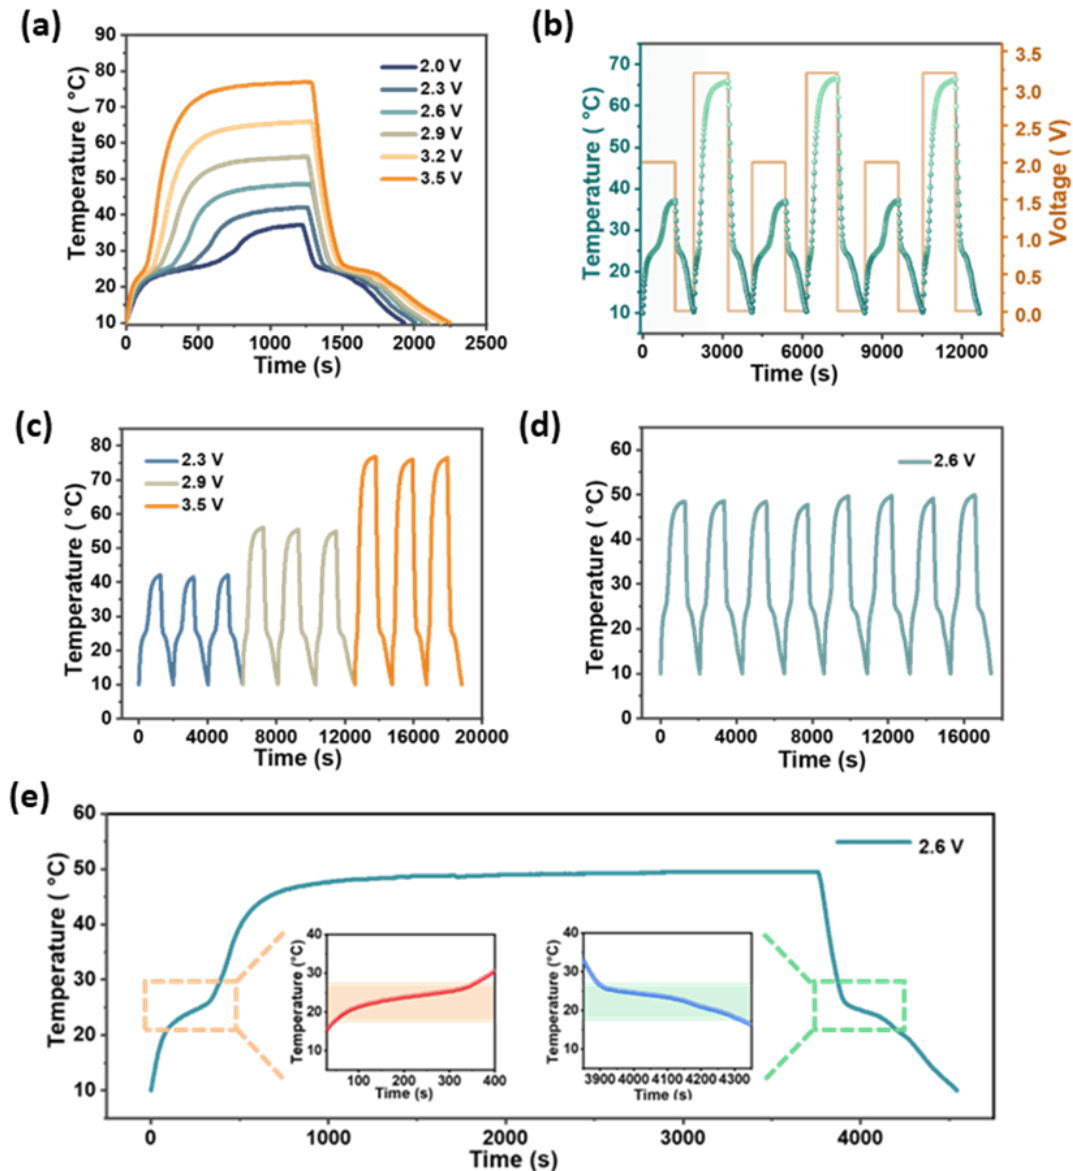 (a)
90
80
70
60
50
40
30
20
10
Temperature ( °C)
2.0 V
2.3 V
2.6 V
2.9 V
3.2 V
3.5 V
0 500 1000 1500 2000 2500
Time (s)
(b)
70
60
50
40
30
20
10
Temperature ( °C)
3.5
3.0
2.5
2.0
1.5
1.0
0.5
0.0
Voltage ( V)
0 3000 6000 9000 12000
Time (s)
(c)
80
70
60
50
40
30
20
10
0
Temperature ( °C)
2.3 V
2.9 V
3.5 V
0 4000 8000 12000 16000 20000
Time (s)
(d)
60
50
40
30
20
10
0
Temperature ( °C)
2.6 V
0 4000 8000 12000 16000
Time (s)
(e)
60
50
40
30
20
10
Temperature ( °C)
2.6 V
40
30
20
10
Temperature (°C)
100 200 300 400
Time (s)
40
30
20
10
Temperature (°C)
3900 4000 4100 4200 4300
Time (s)
0 1000 2000 3000 4000
Time (s)